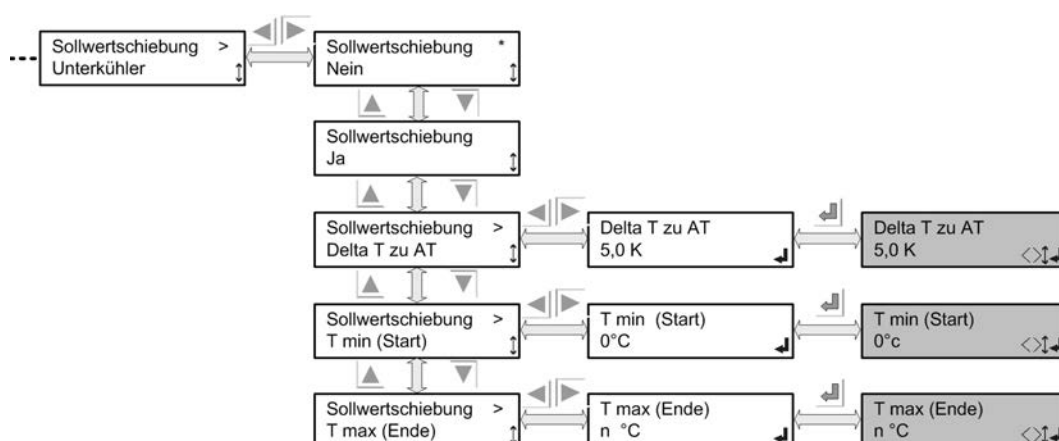 Sollwertschiebung >
Unterkühler
Sollwertschiebung *
Nein
Sollwertschiebung
Ja
Sollwertschiebung >
Delta T zu AT
Delta T zu AT
5,0 K
Delta T zu AT
5,0 K
Sollwertschiebung >
T min (Start)
T min (Start)
0°C
T min (Start)
0°c
Sollwertschiebung >
T max (Ende)
T max (Ende)
n °C
T max (Ende)
n °C